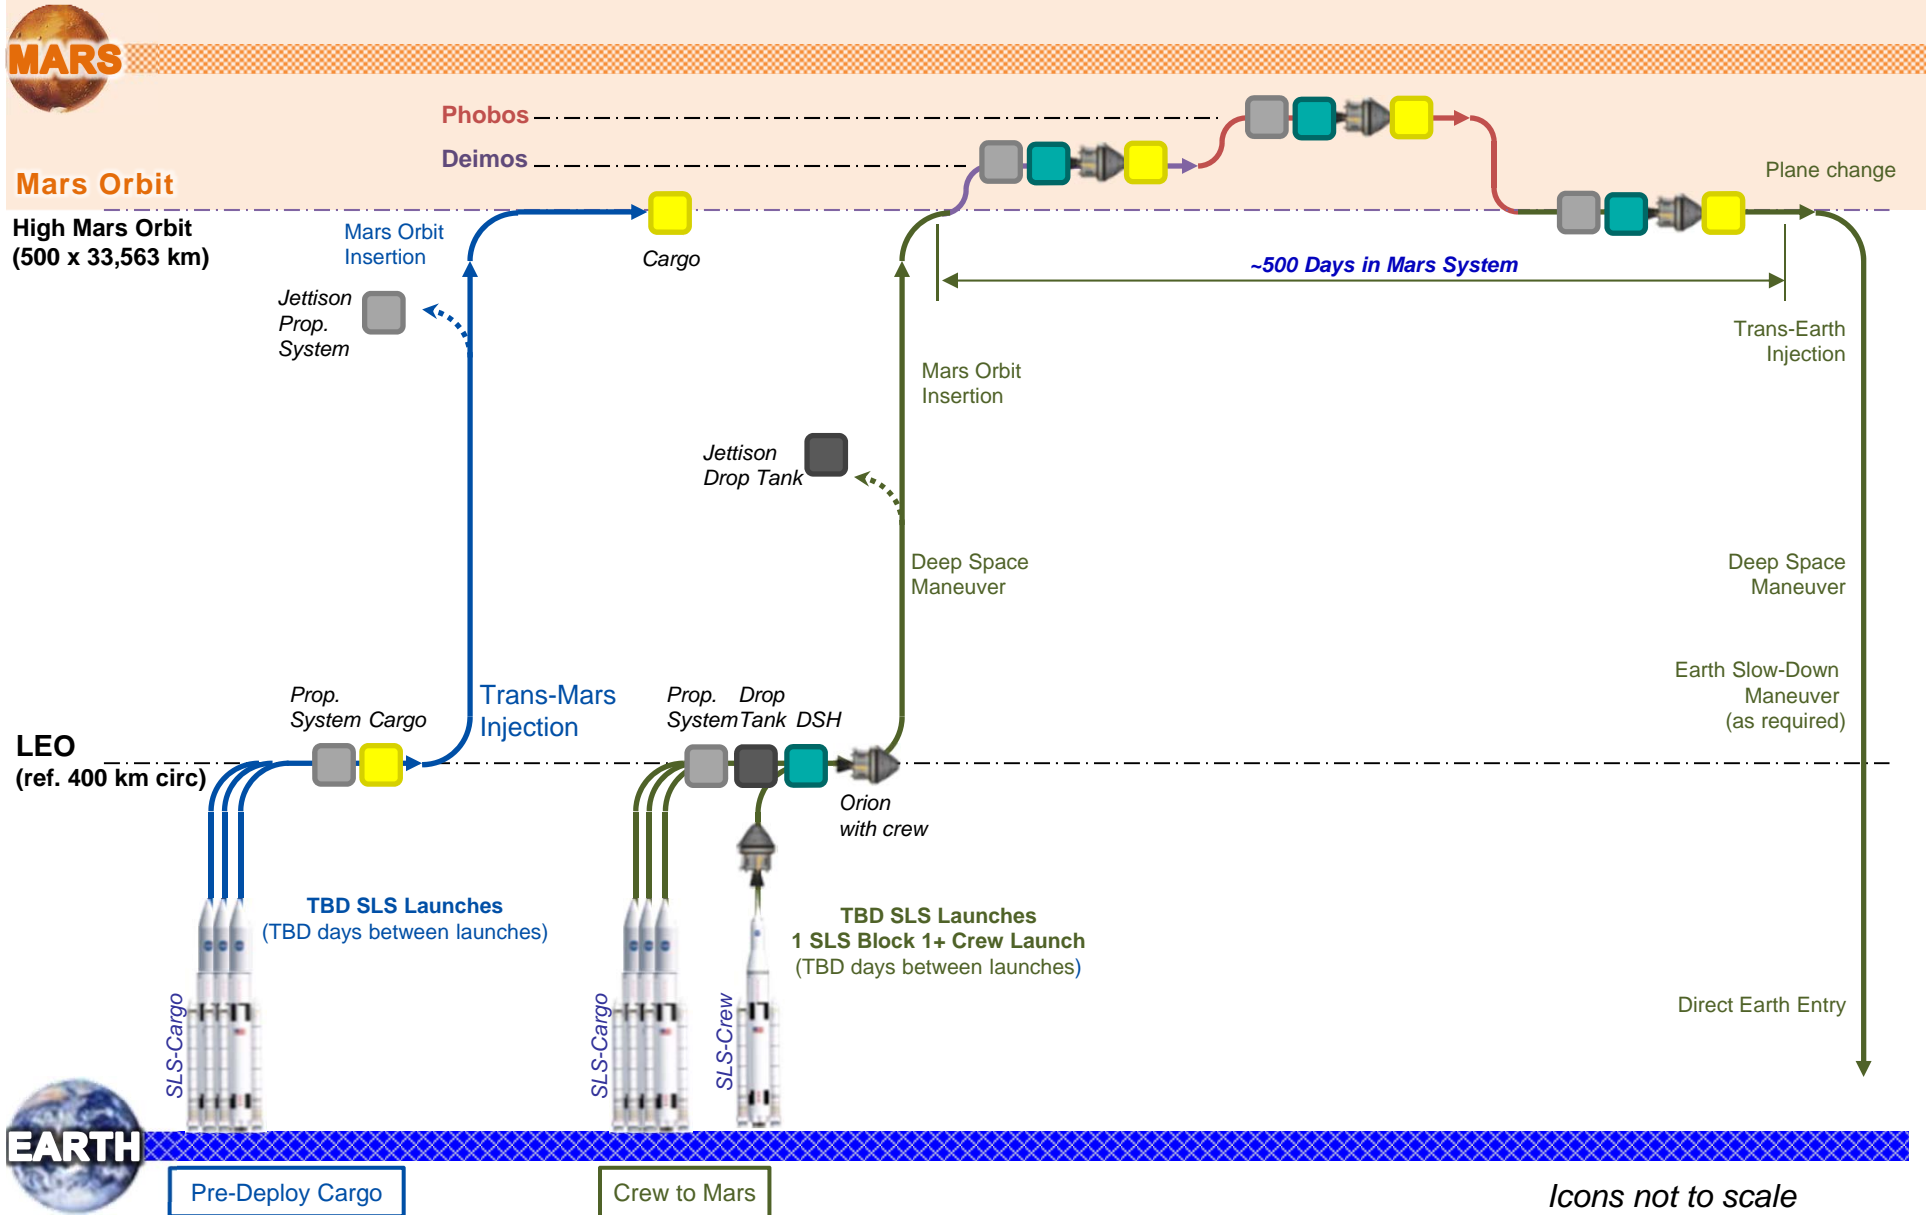 MARS
Phobos
Deimos
Mars Orbit
Plane change
High Mars Orbit
(500 x 33,563 km)
Mars Orbit
Insertion
Cargo
~500 Days in Mars System
Jettison
Prop.
System
Trans-Earth
Injection
Mars Orbit
Insertion
Jettison
Drop Tank
Deep Space
Maneuver
Deep Space
Maneuver
Earth Slow-Down
Maneuver
(as required)
Prop.
System Cargo
Trans-Mars
Injection
Prop. Drop
System Tank DSH
LEO
(ref. 400 km circ)
Orion
with crew
TBD SLS Launches
(TBD days between launches)
TBD SLS Launches
1 SLS Block 1+ Crew Launch
(TBD days between launches)
SLS-Cargo
SLS-Cargo
SLS-Crew
Direct Earth Entry
EARTH
Pre-Deploy Cargo
Crew to Mars
Icons not to scale